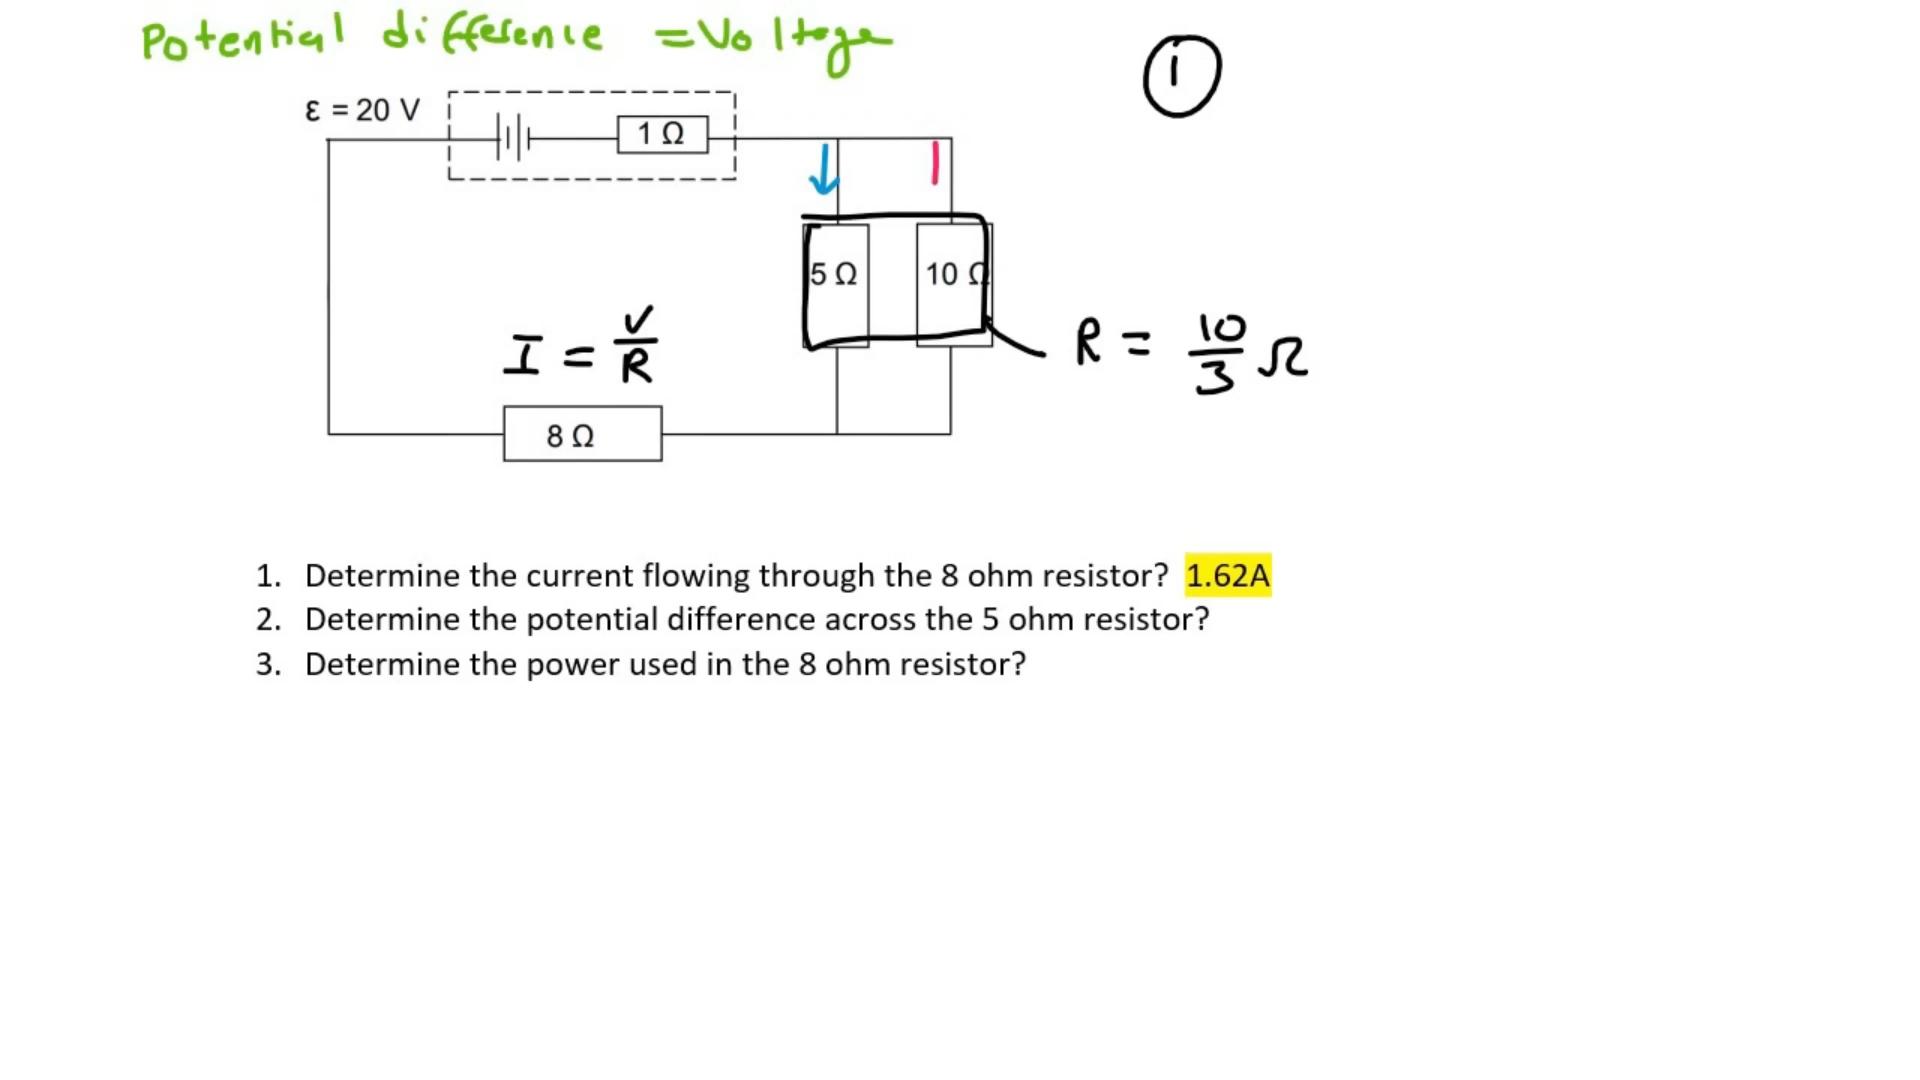 Potential difference = Voltage
i
ε = 20 V
1 Ω
5 Ω
10 Ω
I = V/R
R = 10/3 Ω
8 Ω
1. Determine the current flowing through the 8 ohm resistor? 1.62A
2. Determine the potential difference across the 5 ohm resistor?
3. Determine the power used in the 8 ohm resistor?